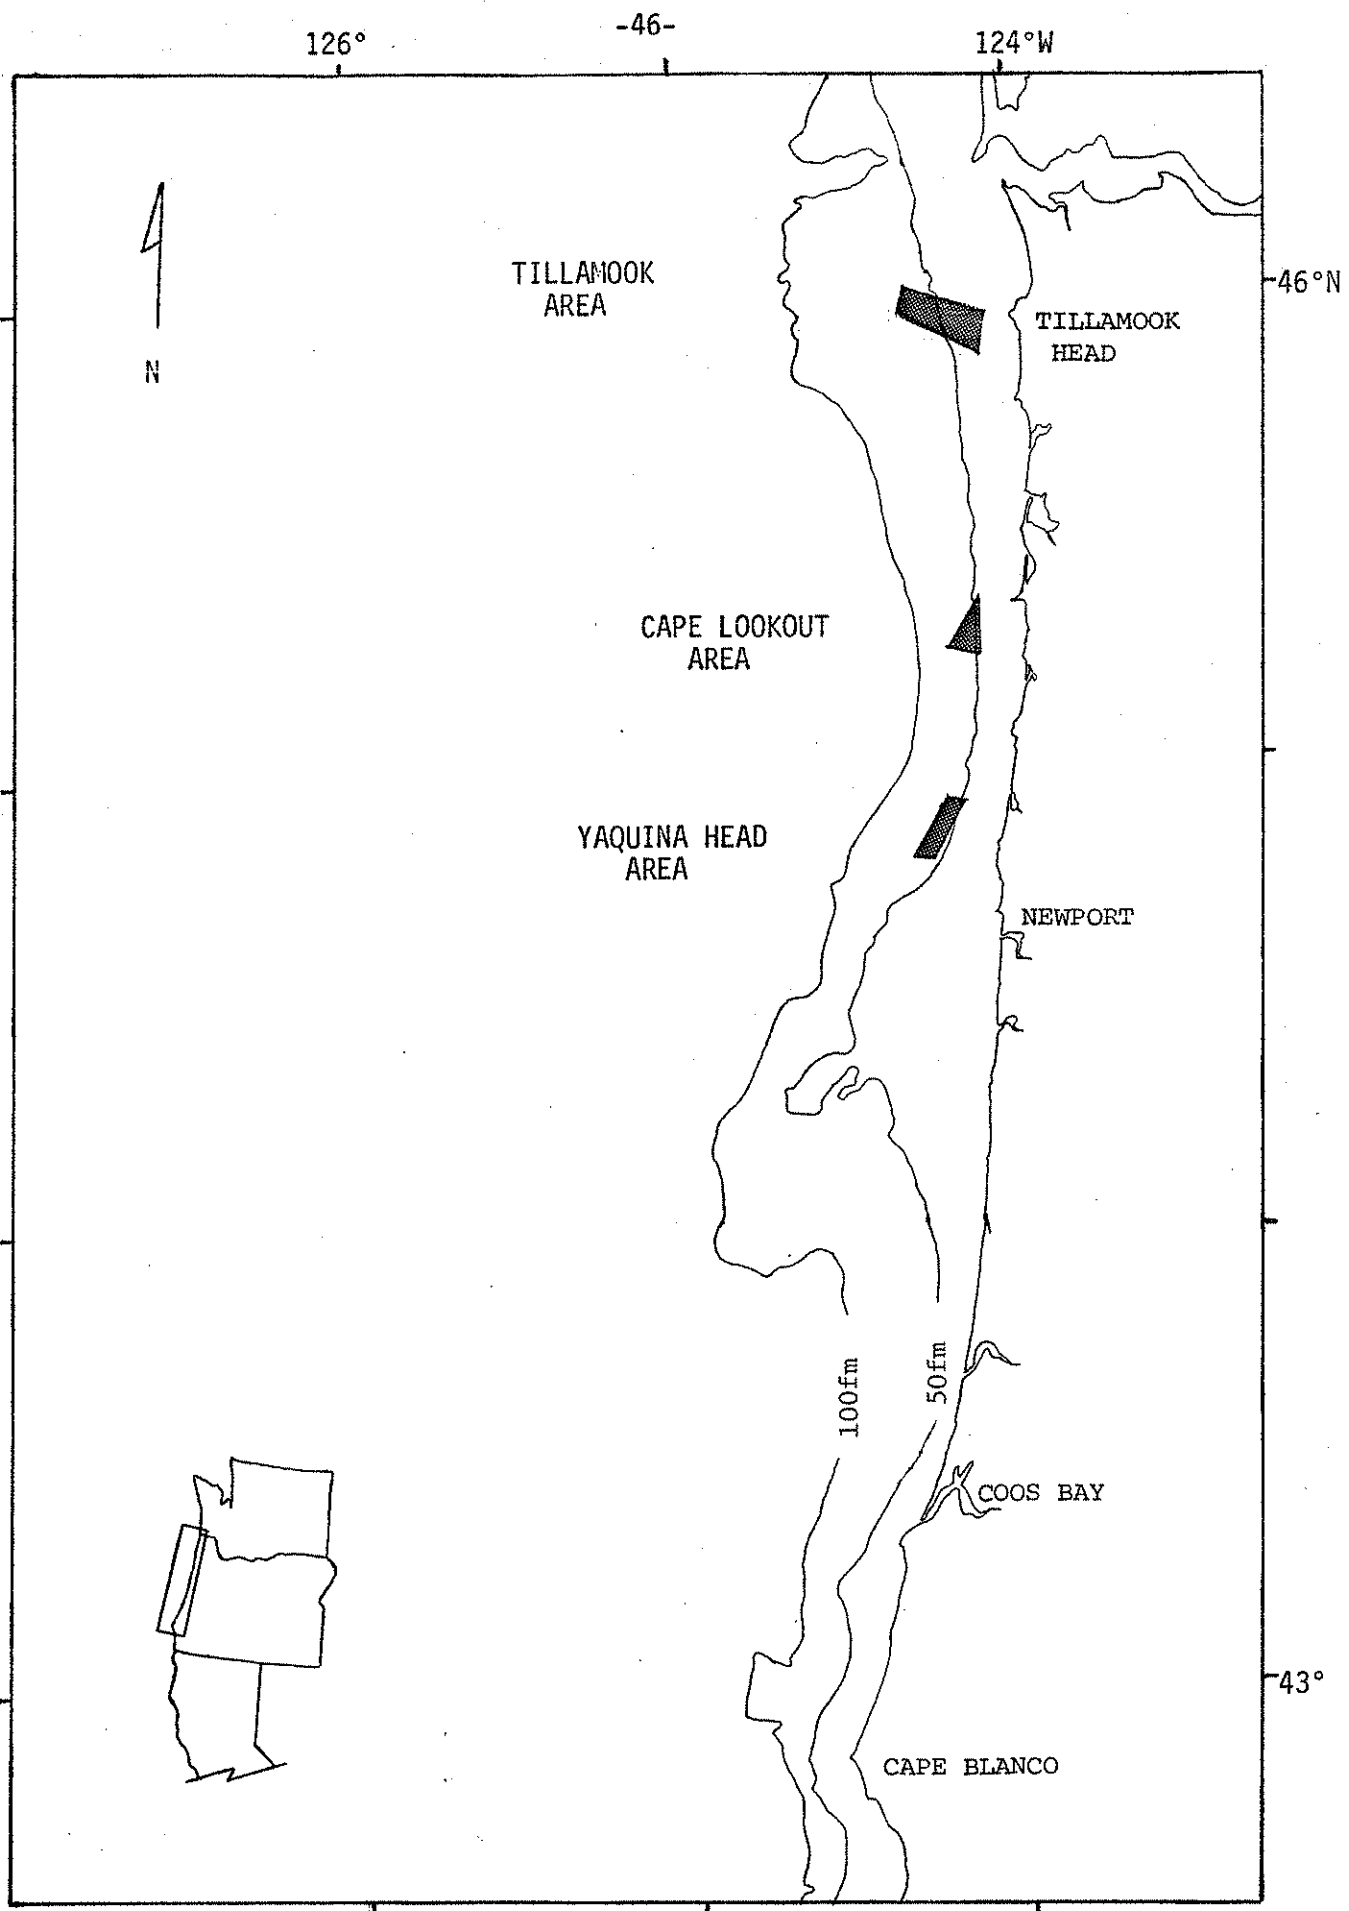 -46-
126°
124°W
TILLAMOOK
AREA
46°N
TILLAMOOK
HEAD
N
CAPE LOOKOUT
AREA
YAQUINA HEAD
AREA
NEWPORT
100fm
50fm
COOS BAY
43°
CAPE BLANCO